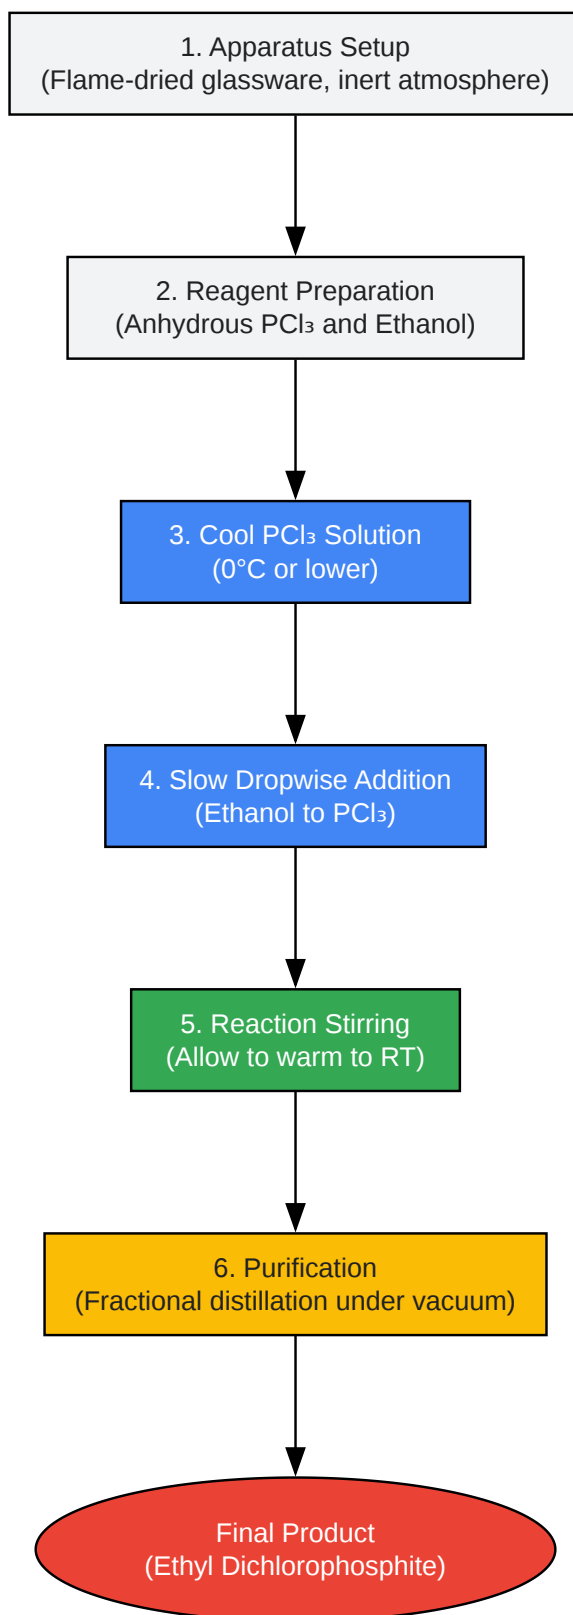 1. Apparatus Setup
(Flame-dried glassware, inert atmosphere)
2. Reagent Preparation
(Anhydrous PCl₃ and Ethanol)
3. Cool PCl₃ Solution
(0°C or lower)
4. Slow Dropwise Addition
(Ethanol to PCl₃)
5. Reaction Stirring
(Allow to warm to RT)
6. Purification
(Fractional distillation under vacuum)
Final Product
(Ethyl Dichlorophosphite)